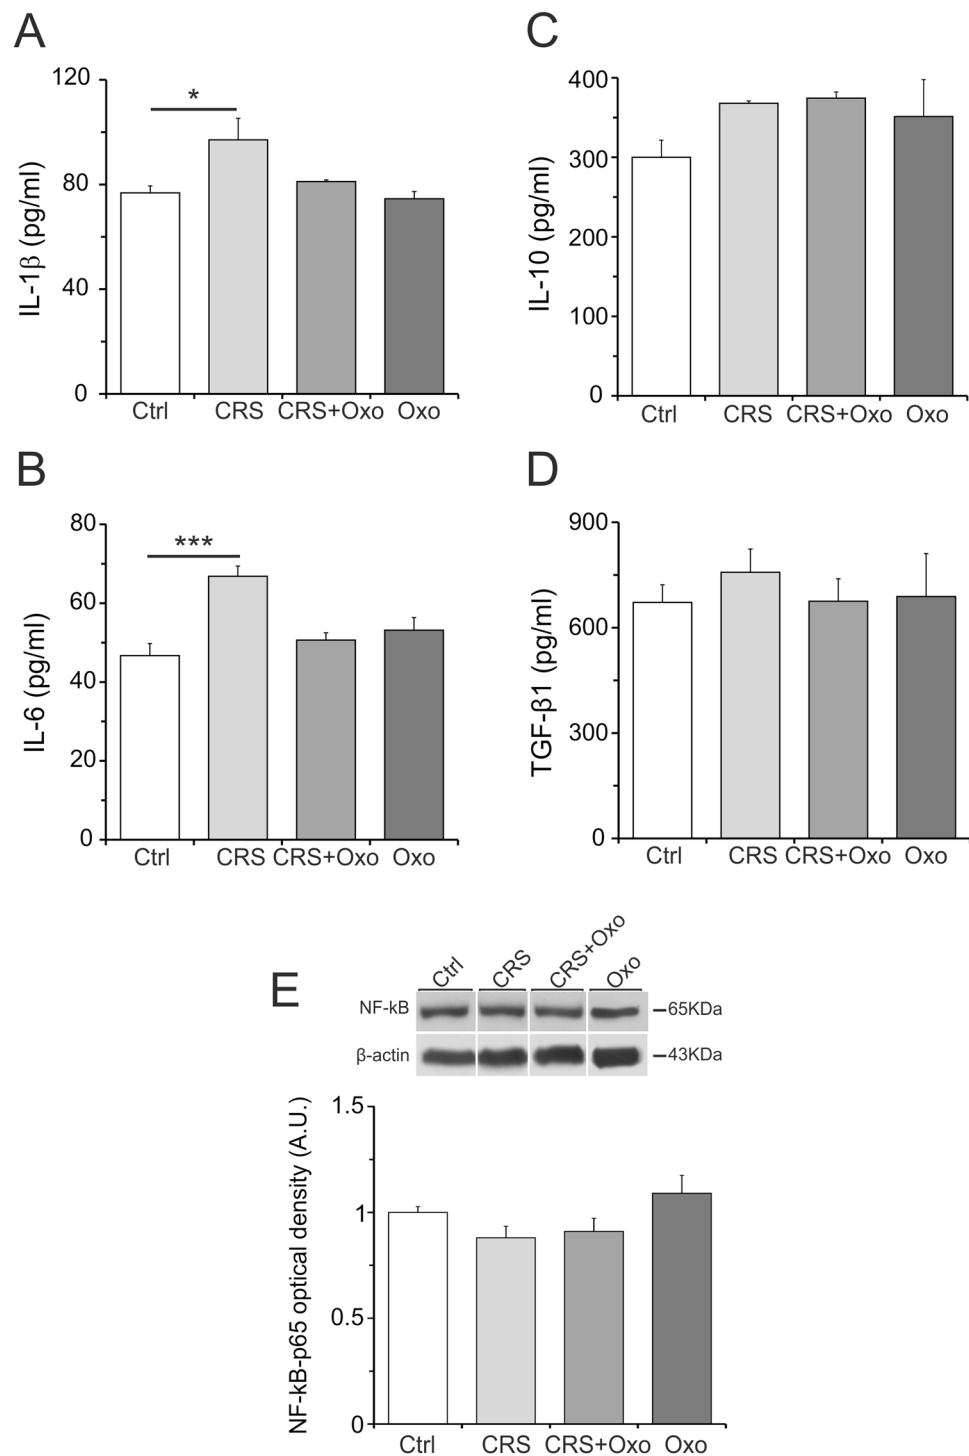 A
120
80
40
0
IL-1β (pg/ml)
*
Ctrl CRS CRS+Oxo Oxo
C
400
300
200
100
0
IL-10 (pg/ml)
Ctrl CRS CRS+Oxo Oxo
B
80
60
40
20
0
IL-6 (pg/ml)
***
Ctrl CRS CRS+Oxo Oxo
D
900
600
300
0
TGF-β1 (pg/ml)
Ctrl CRS CRS+Oxo Oxo
E
Ctrl CRS CRS+Oxo Oxo
NF-kB 65KDa
β-actin 43KDa
1.5
1
0.5
0
NF-kB-p65 optical density (A.U.)
Ctrl CRS CRS+Oxo Oxo